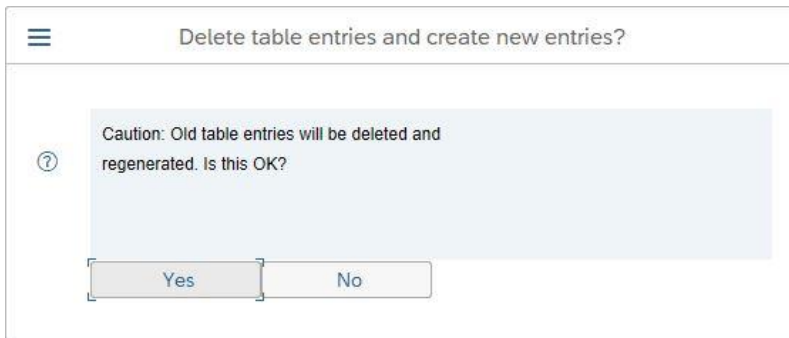 Delete table entries and create new entries?
Caution: Old table entries will be deleted and
regenerated. Is this OK?
Yes
No